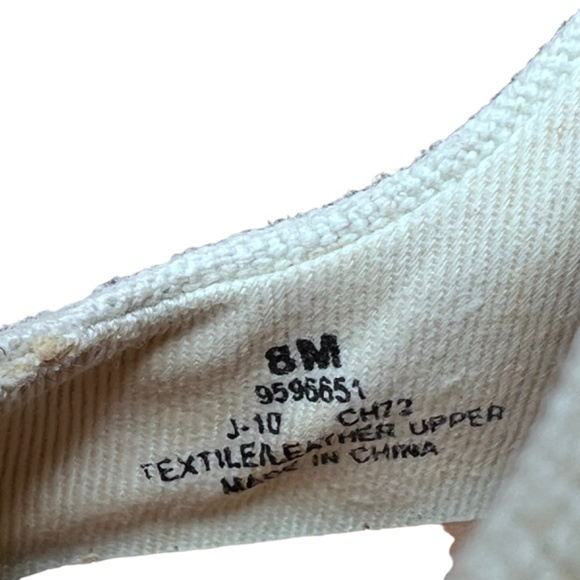 8M
9596651
J-10 CH72
TEXTILE/LEATHER UPPER
MADE IN CHINA